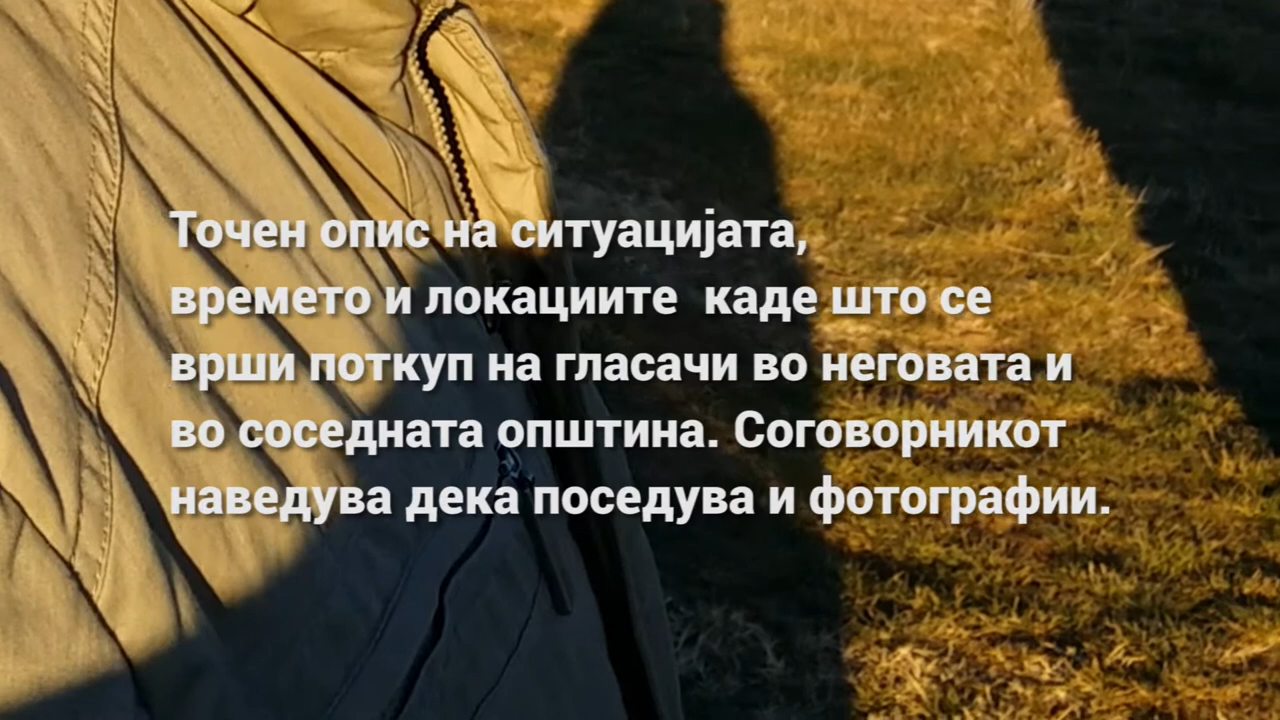 Точен опис на ситуацијата,
времето и локациите каде што се
врши поткуп на гласачи во неговата и
во соседната општина. Соговорникот
наведува дека поседува и фотографии.